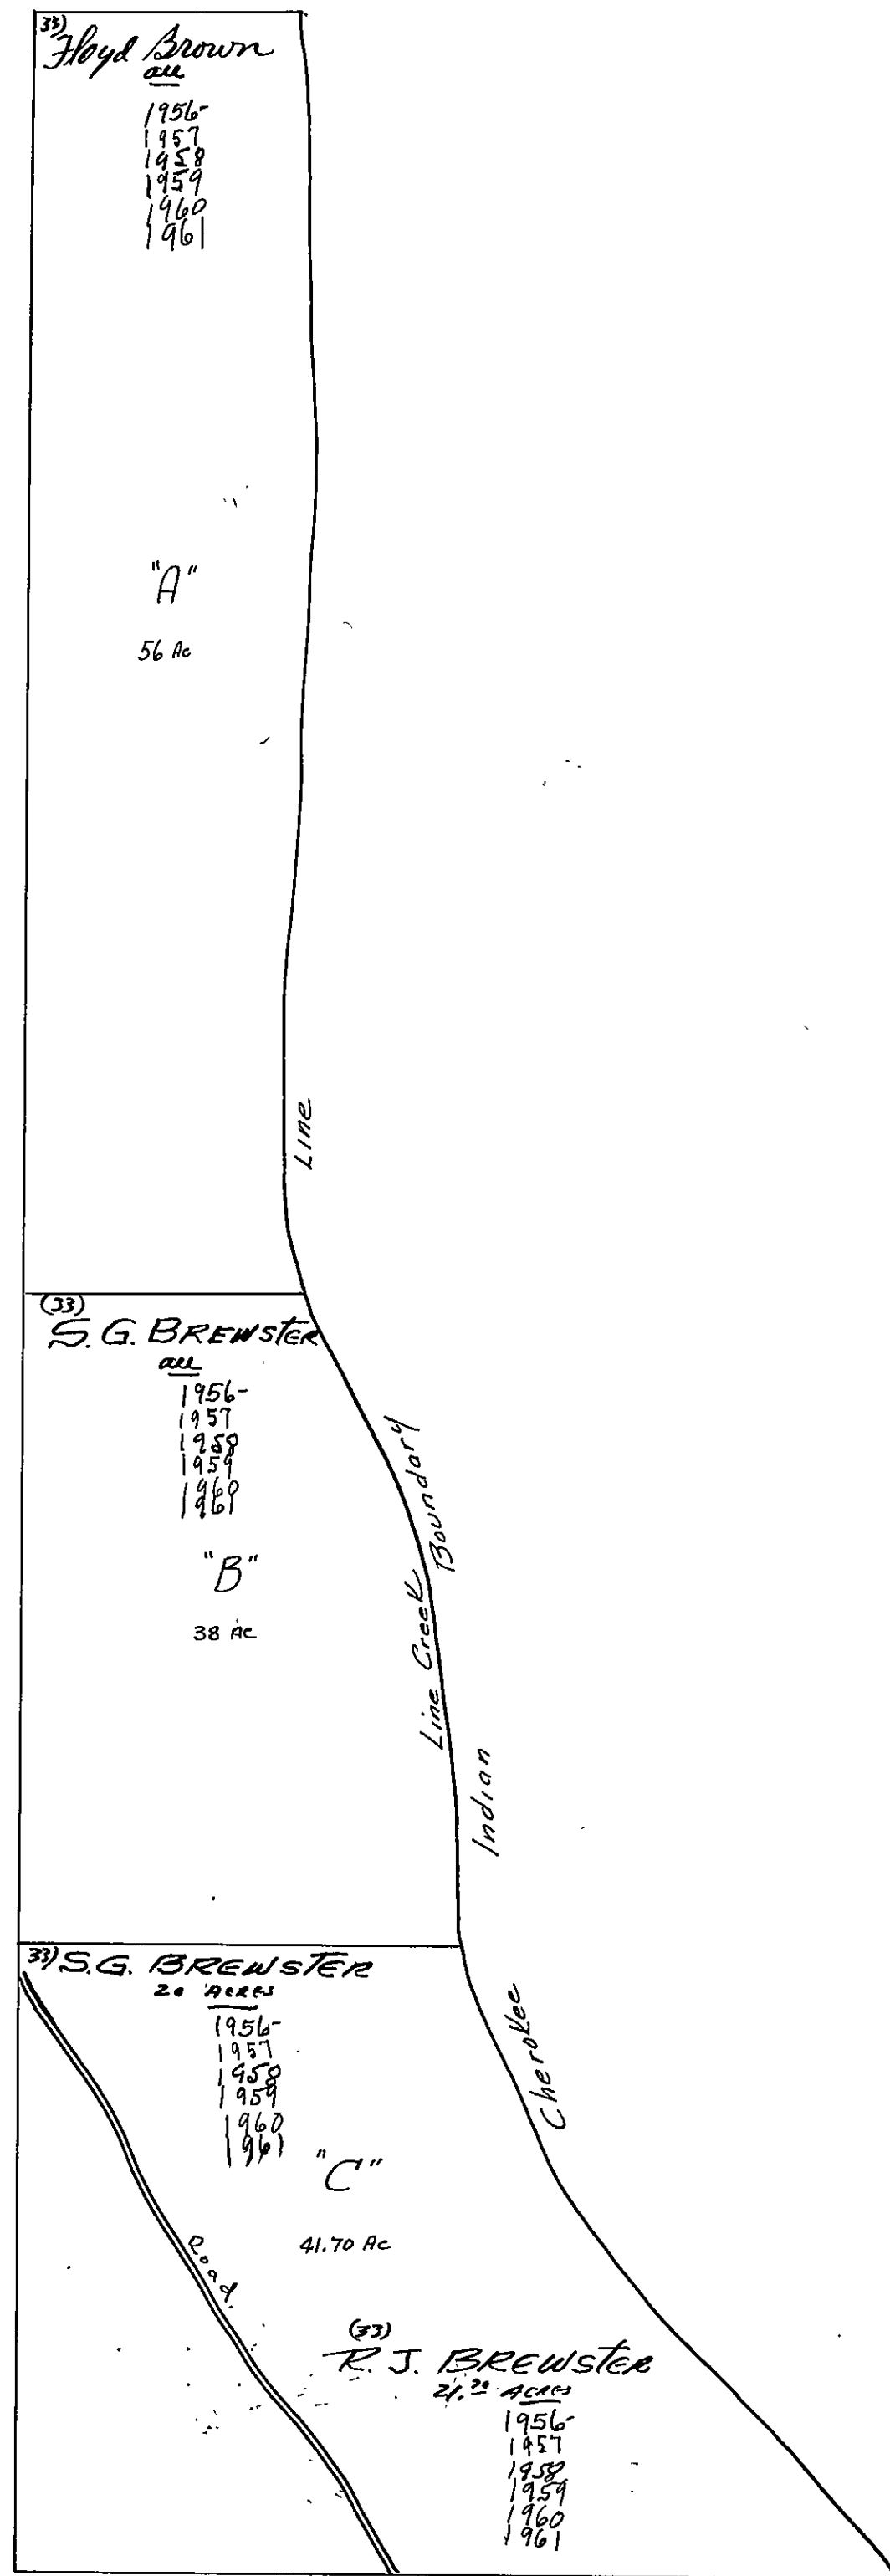 33)
Floyd Brown
all
1956-
1957
1958
1959
1960
1961
"A"
56 Ac
Line
(33)
S.G. BREWSTER
all
1956-
1957
1958
1959
1960
1961
"B"
38 Ac
Boundary
Line Creek
Indian
33) S.G. BREWSTER
20 ACRES
1956-
1957
1958
1959
1960
1961
Cherokee
"C"
41.70 Ac
Road
(33)
R.J. BREWSTER
21.70 ACRES
1956-
1957
1958
1959
1960
1961